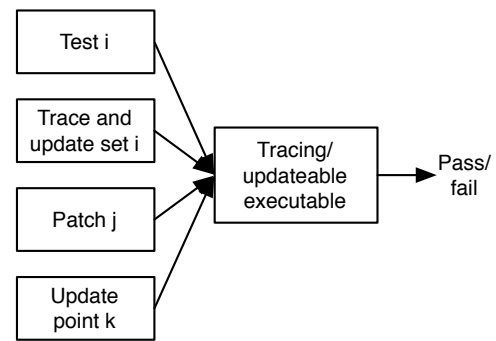 Test i
Trace and
update set i
Patch j
Update
point k
Tracing/
updateable
executable
Pass/
fail